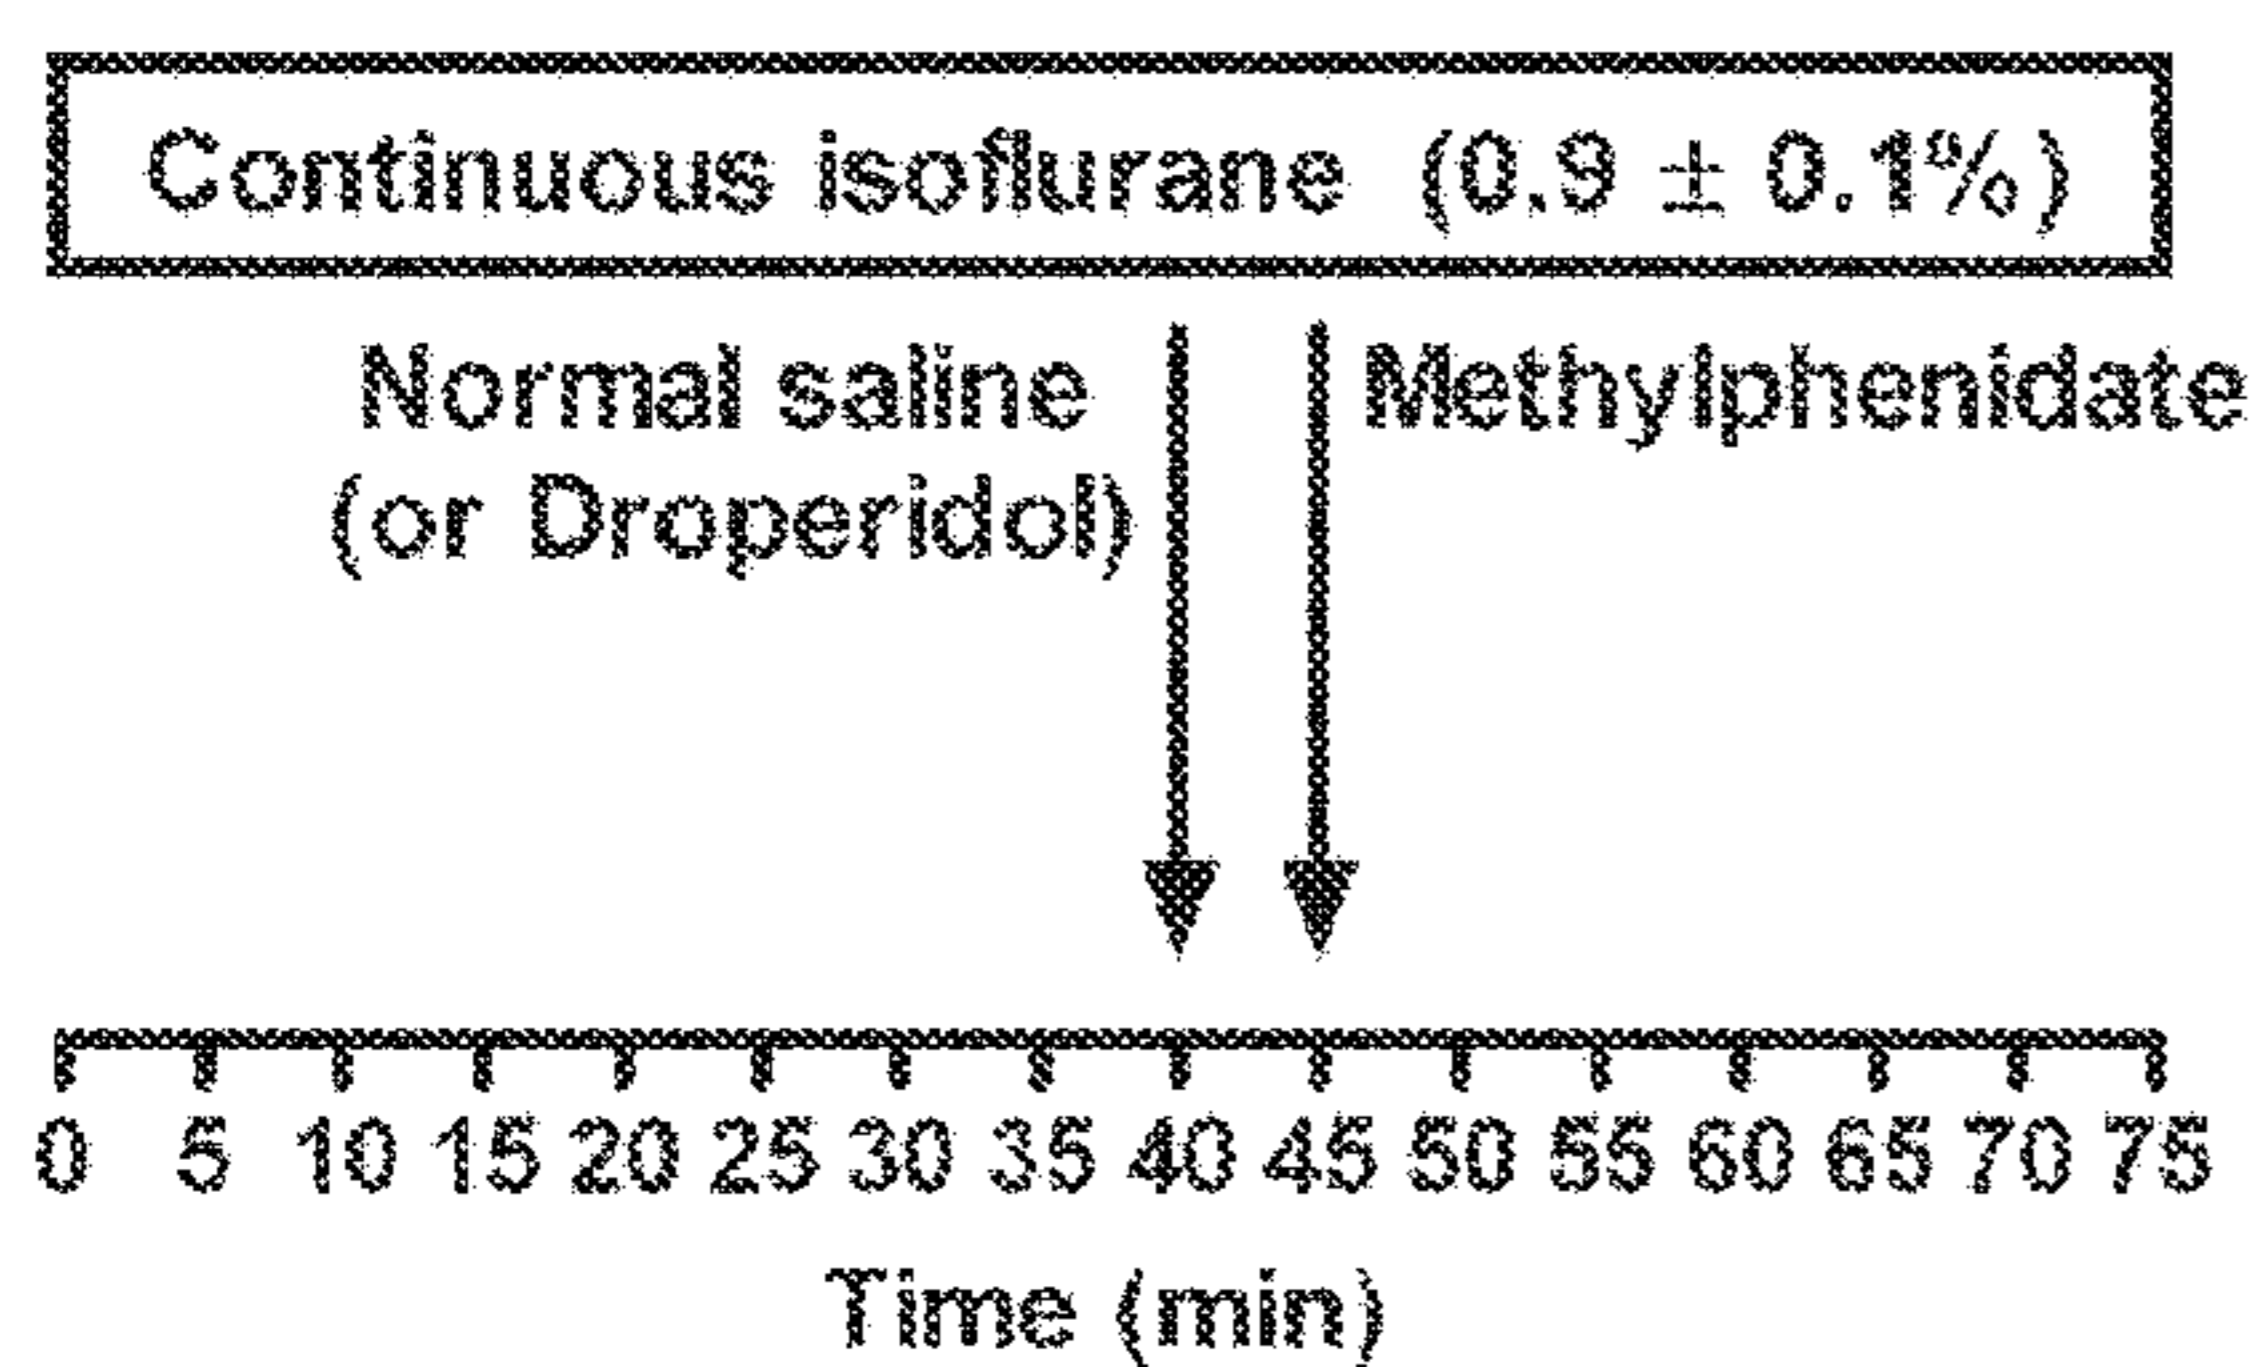 Continuous isoflurane (0.9 ± 0.1%)
Normal saline
(or Droperidol)
Methylphenidate
0 5 10 15 20 25 30 35 40 45 50 55 60 65 70 75
Time (min)